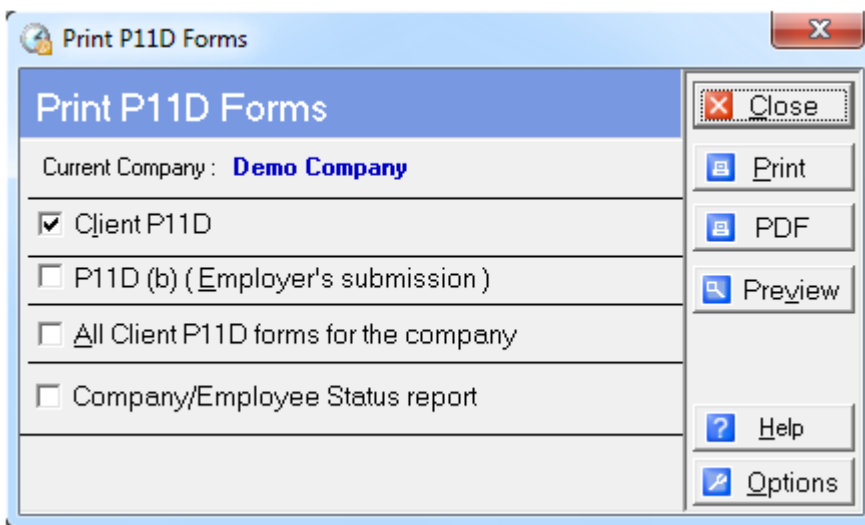 Print P11D Forms
Print P11D Forms
Close
Current Company : Demo Company
Print
Client P11D
PDF
P11D (b) ( Employer's submission )
Preview
All Client P11D forms for the company
Company/Employee Status report
Help
Options